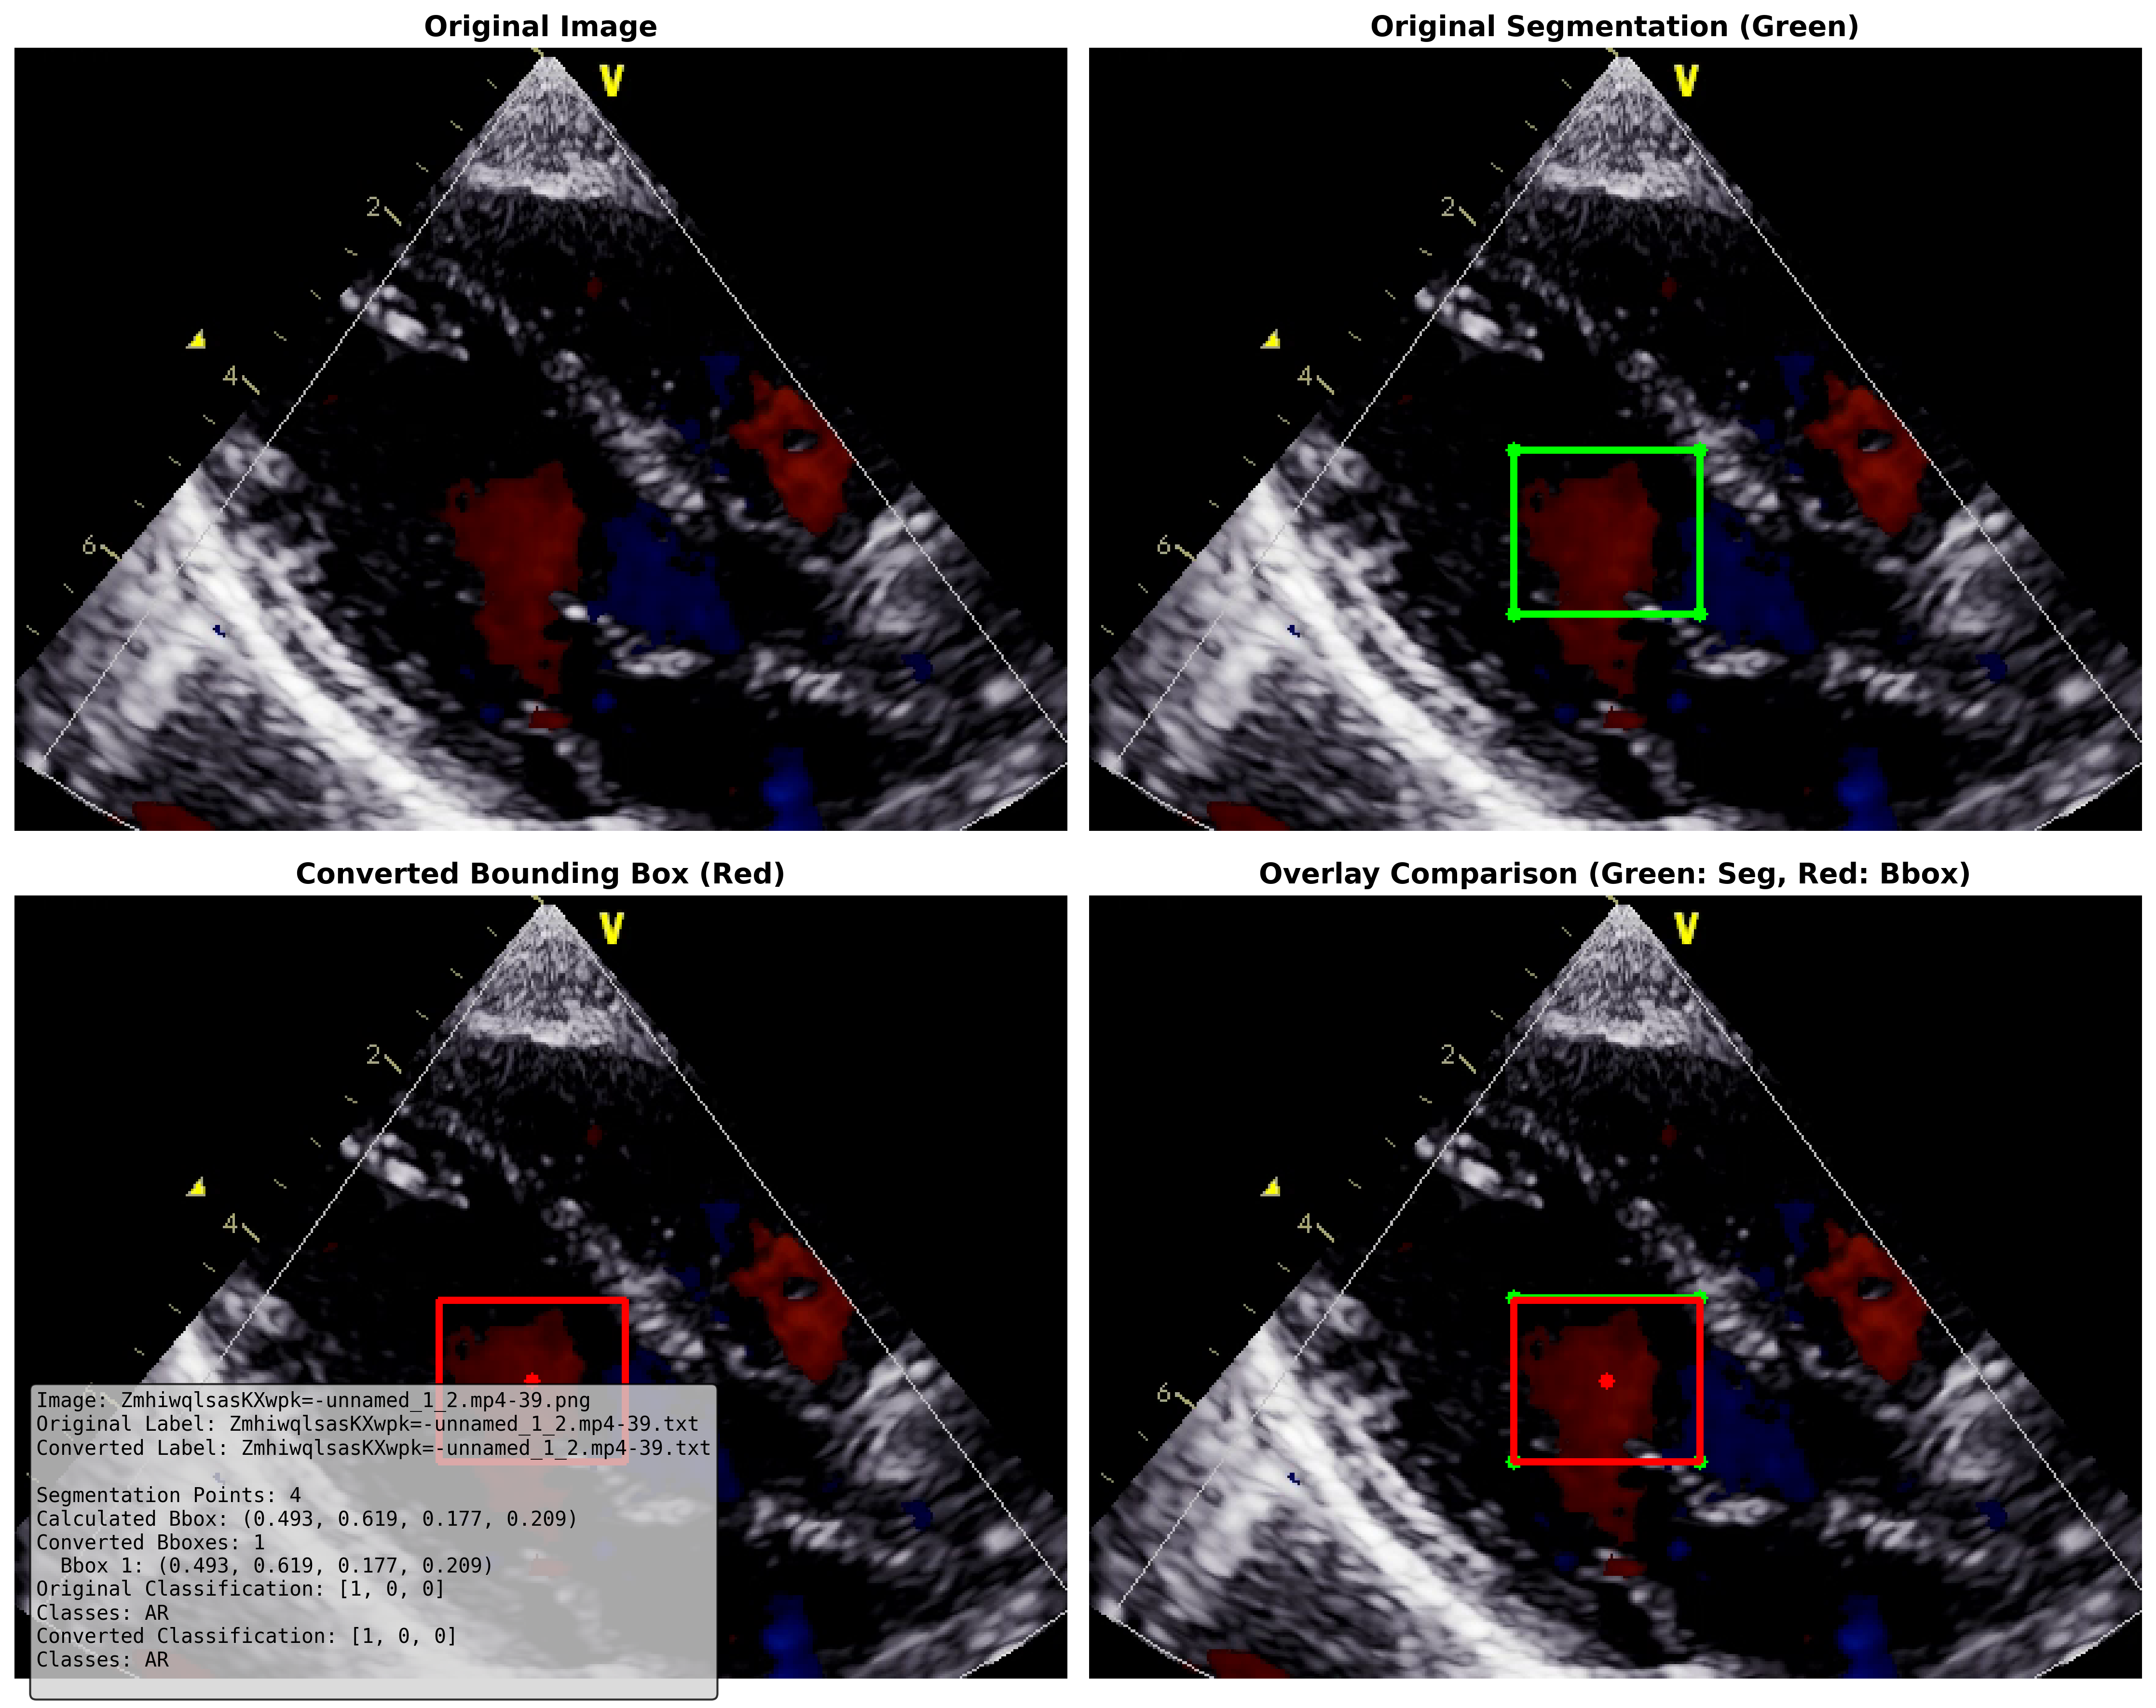 Original Image
Original Segmentation (Green)
V
2
4
6
V
2
4
6
Converted Bounding Box (Red)
Overlay Comparison (Green: Seg, Red: Bbox)
V
2
4
V
2
4
6
Image: ZmhiwqlsasKXwpk=-unnamed_1_2.mp4-39.png
Original Label: ZmhiwqlsasKXwpk=-unnamed_1_2.mp4-39.txt
Converted Label: ZmhiwqlsasKXwpk=-unnamed_1_2.mp4-39.txt
Segmentation Points: 4
Calculated Bbox: (0.493, 0.619, 0.177, 0.209)
Converted Bboxes: 1
Bbox 1: (0.493, 0.619, 0.177, 0.209)
Original Classification: [1, 0, 0]
Classes: AR
Converted Classification: [1, 0, 0]
Classes: AR